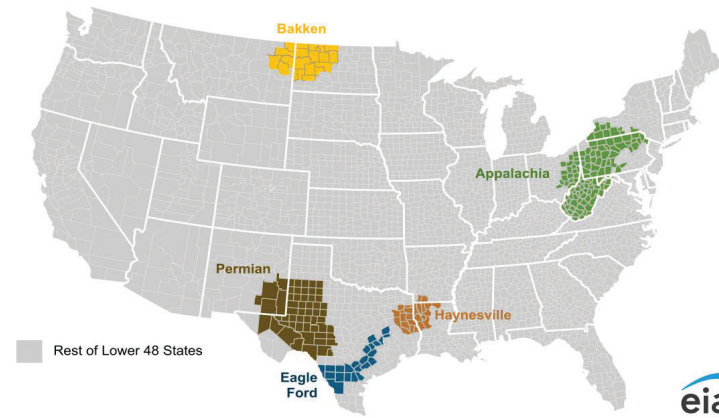 Bakken
Appalachia
Permian
Haynesville
Rest of Lower 48 States
Eagle
Ford
eia